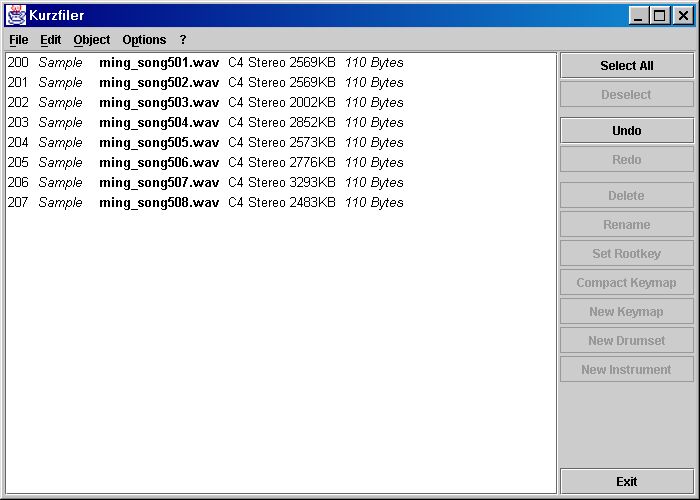 Kurzfiler
File Edit Object Options ?
200 Sample ming_song501.wav C4 Stereo 2569KB 110 Bytes
201 Sample ming_song502.wav C4 Stereo 2569KB 110 Bytes
202 Sample ming_song503.wav C4 Stereo 2002KB 110 Bytes
203 Sample ming_song504.wav C4 Stereo 2852KB 110 Bytes
204 Sample ming_song505.wav C4 Stereo 2573KB 110 Bytes
205 Sample ming_song506.wav C4 Stereo 2776KB 110 Bytes
206 Sample ming_song507.wav C4 Stereo 3293KB 110 Bytes
207 Sample ming_song508.wav C4 Stereo 2483KB 110 Bytes
Select All
Deselect
Undo
Redo
Delete
Rename
Set Rootkey
Compact Keymap
New Keymap
New Drumset
New Instrument
Exit